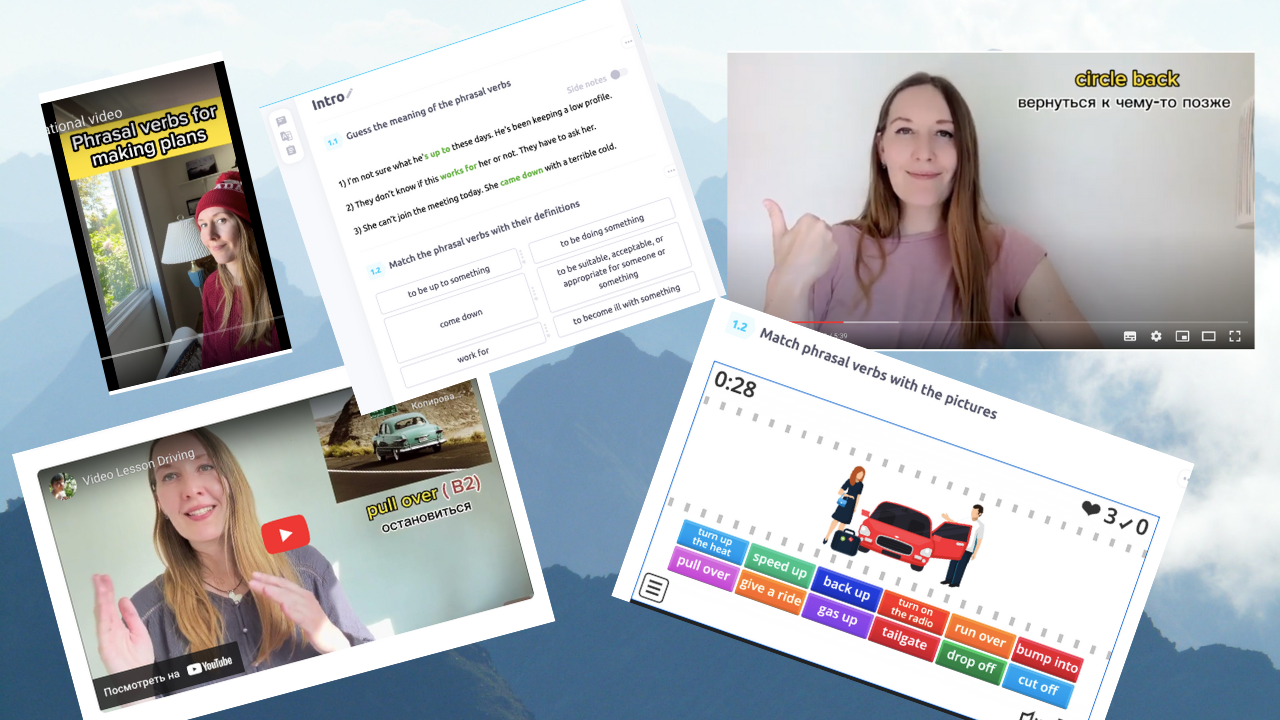 ational video
Phrasal verbs for
making plans
Intro
Side notes
1.1 Guess the meaning of the phrasal verbs
1) I'm not sure what he's up to these days. He's been keeping a low profile.
2) They don't know if this works for her or not. They have to ask her.
3) She can't join the meeting today. She came down with a terrible cold.
1.2 Match the phrasal verbs with their definitions
to be up to something
come down
work for
to be doing something
to be suitable, acceptable, or
appropriate for someone or
something
to become ill with something
circle back
вернуться к чему-то позже
5:39
Video Lesson Driving
Копирова...
pull over ( B2)
остановиться
Посмотреть на YouTube
1.2 Match phrasal verbs with the pictures
0:28
3 0
turn up
the heat
speed up
back up
turn on
the radio
run over
bump into
pull over
give a ride
gas up
tailgate
drop off
cut off